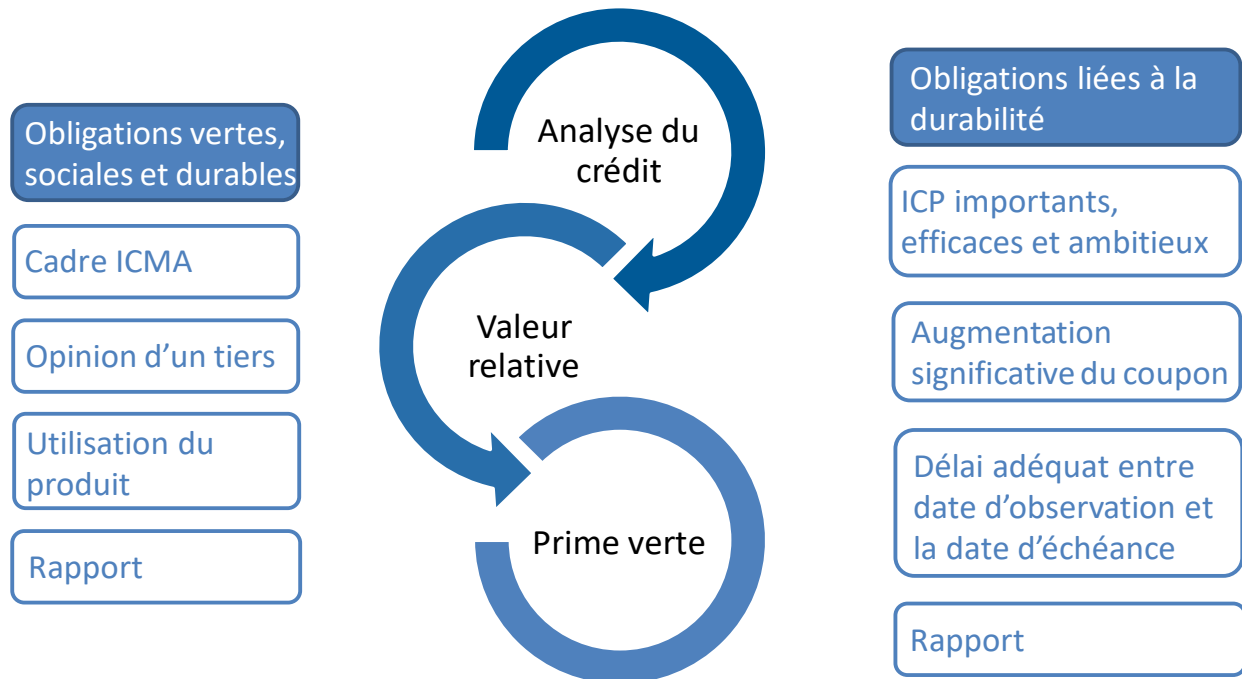 Obligations vertes,
sociales et durables
Cadre ICMA
Opinion d’un tiers
Utilisation du
produit
Rapport
Analyse du
crédit
Valeur
relative
Prime verte
Obligations liées à la
durabilité
ICP importants,
efficaces et ambitieux
Augmentation
significative du coupon
Délai adéquat entre
date d’observation et
la date d’échéance
Rapport